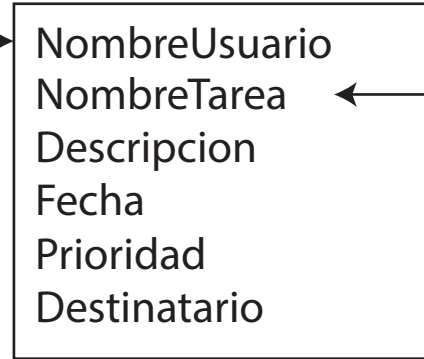 NombreUsuario
NombreTarea
Descripcion
Fecha
Prioridad
Destinatario